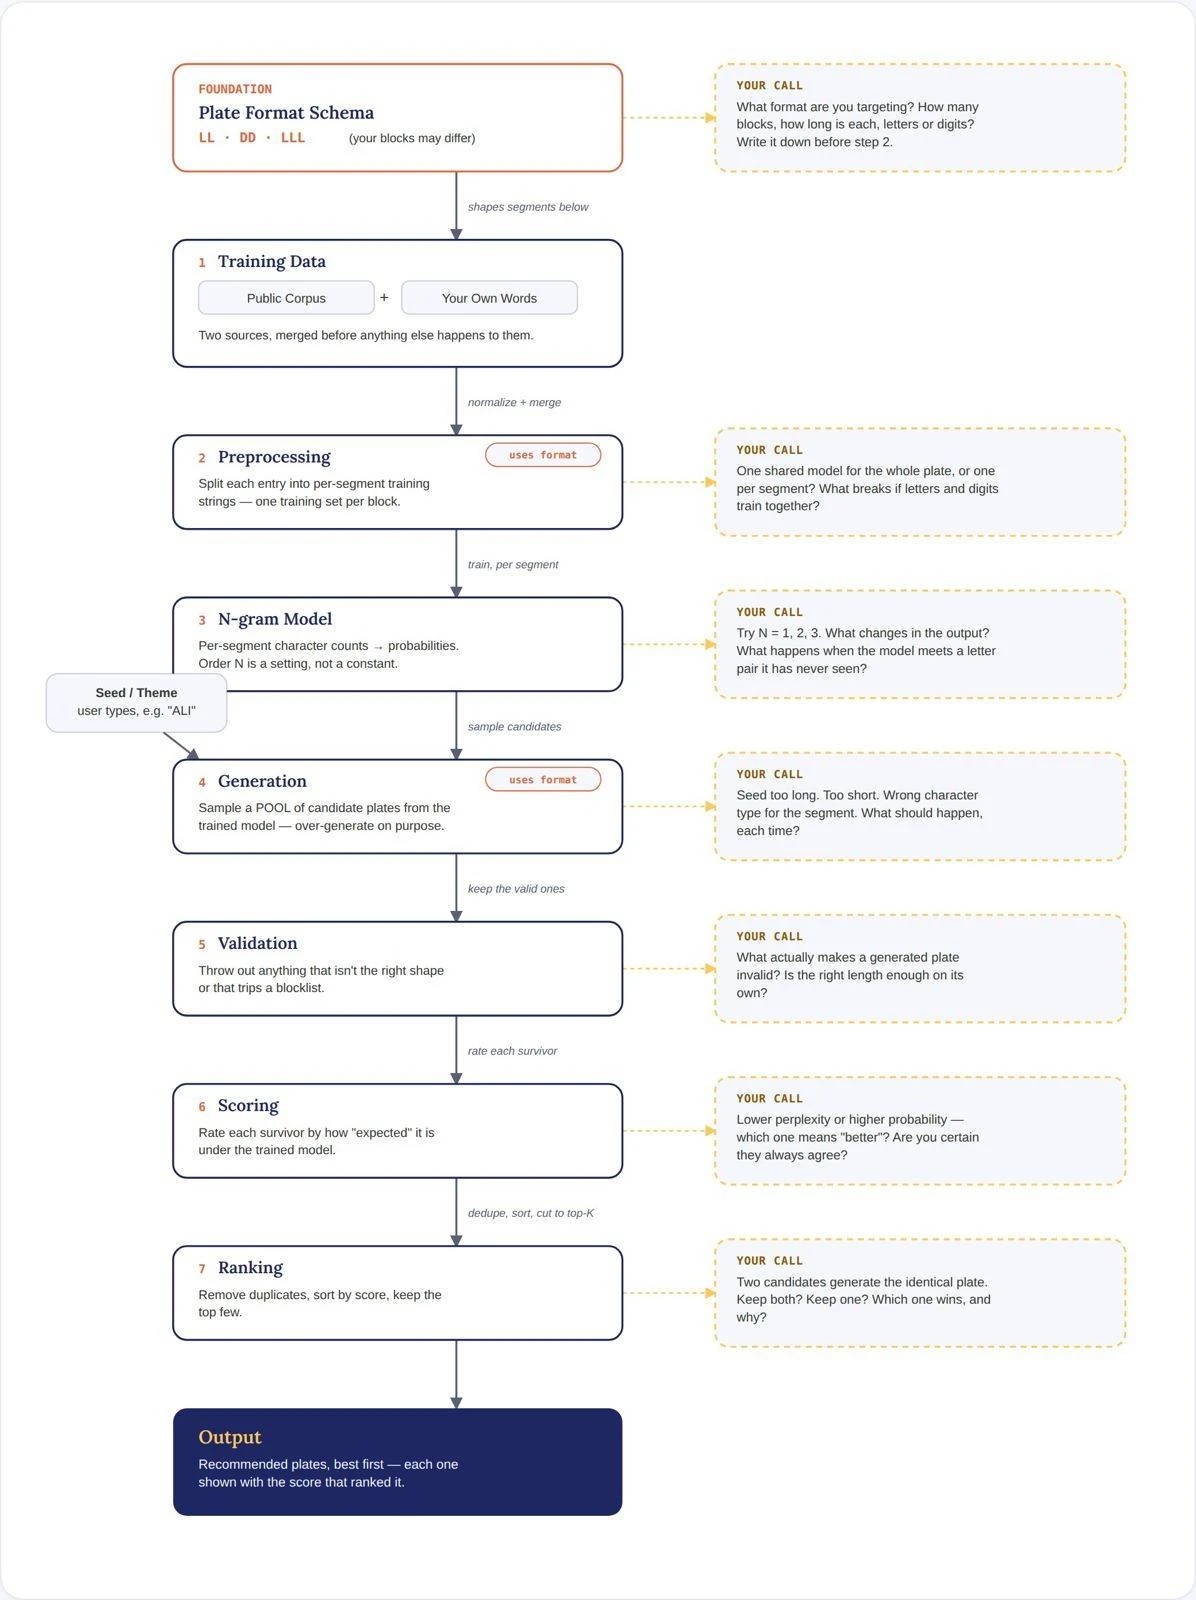 FOUNDATION
Plate Format Schema
LL · DD · LLL (your blocks may differ)
YOUR CALL
What format are you targeting? How many
blocks, how long is each, letters or digits?
Write it down before step 2.
shapes segments below
1 Training Data
Public Corpus + Your Own Words
Two sources, merged before anything else happens to them.
normalize + merge
2 Preprocessing
uses format
Split each entry into per-segment training
strings — one training set per block.
YOUR CALL
One shared model for the whole plate, or one
per segment? What breaks if letters and digits
train together?
train, per segment
3 N-gram Model
Per-segment character counts → probabilities.
Order N is a setting, not a constant.
YOUR CALL
Try N = 1, 2, 3. What changes in the output?
What happens when the model meets a letter
pair it has never seen?
Seed / Theme
user types, e.g. "ALI"
sample candidates
4 Generation
uses format
Sample a POOL of candidate plates from the
trained model — over-generate on purpose.
YOUR CALL
Seed too long. Too short. Wrong character
type for the segment. What should happen,
each time?
keep the valid ones
5 Validation
Throw out anything that isn't the right shape
or that trips a blocklist.
YOUR CALL
What actually makes a generated plate
invalid? Is the right length enough on its
own?
rate each survivor
6 Scoring
Rate each survivor by how "expected" it is
under the trained model.
YOUR CALL
Lower perplexity or higher probability —
which one means "better"? Are you certain
they always agree?
dedupe, sort, cut to top-K
7 Ranking
Remove duplicates, sort by score, keep the
top few.
YOUR CALL
Two candidates generate the identical plate.
Keep both? Keep one? Which one wins, and
why?
Output
Recommended plates, best first — each one
shown with the score that ranked it.